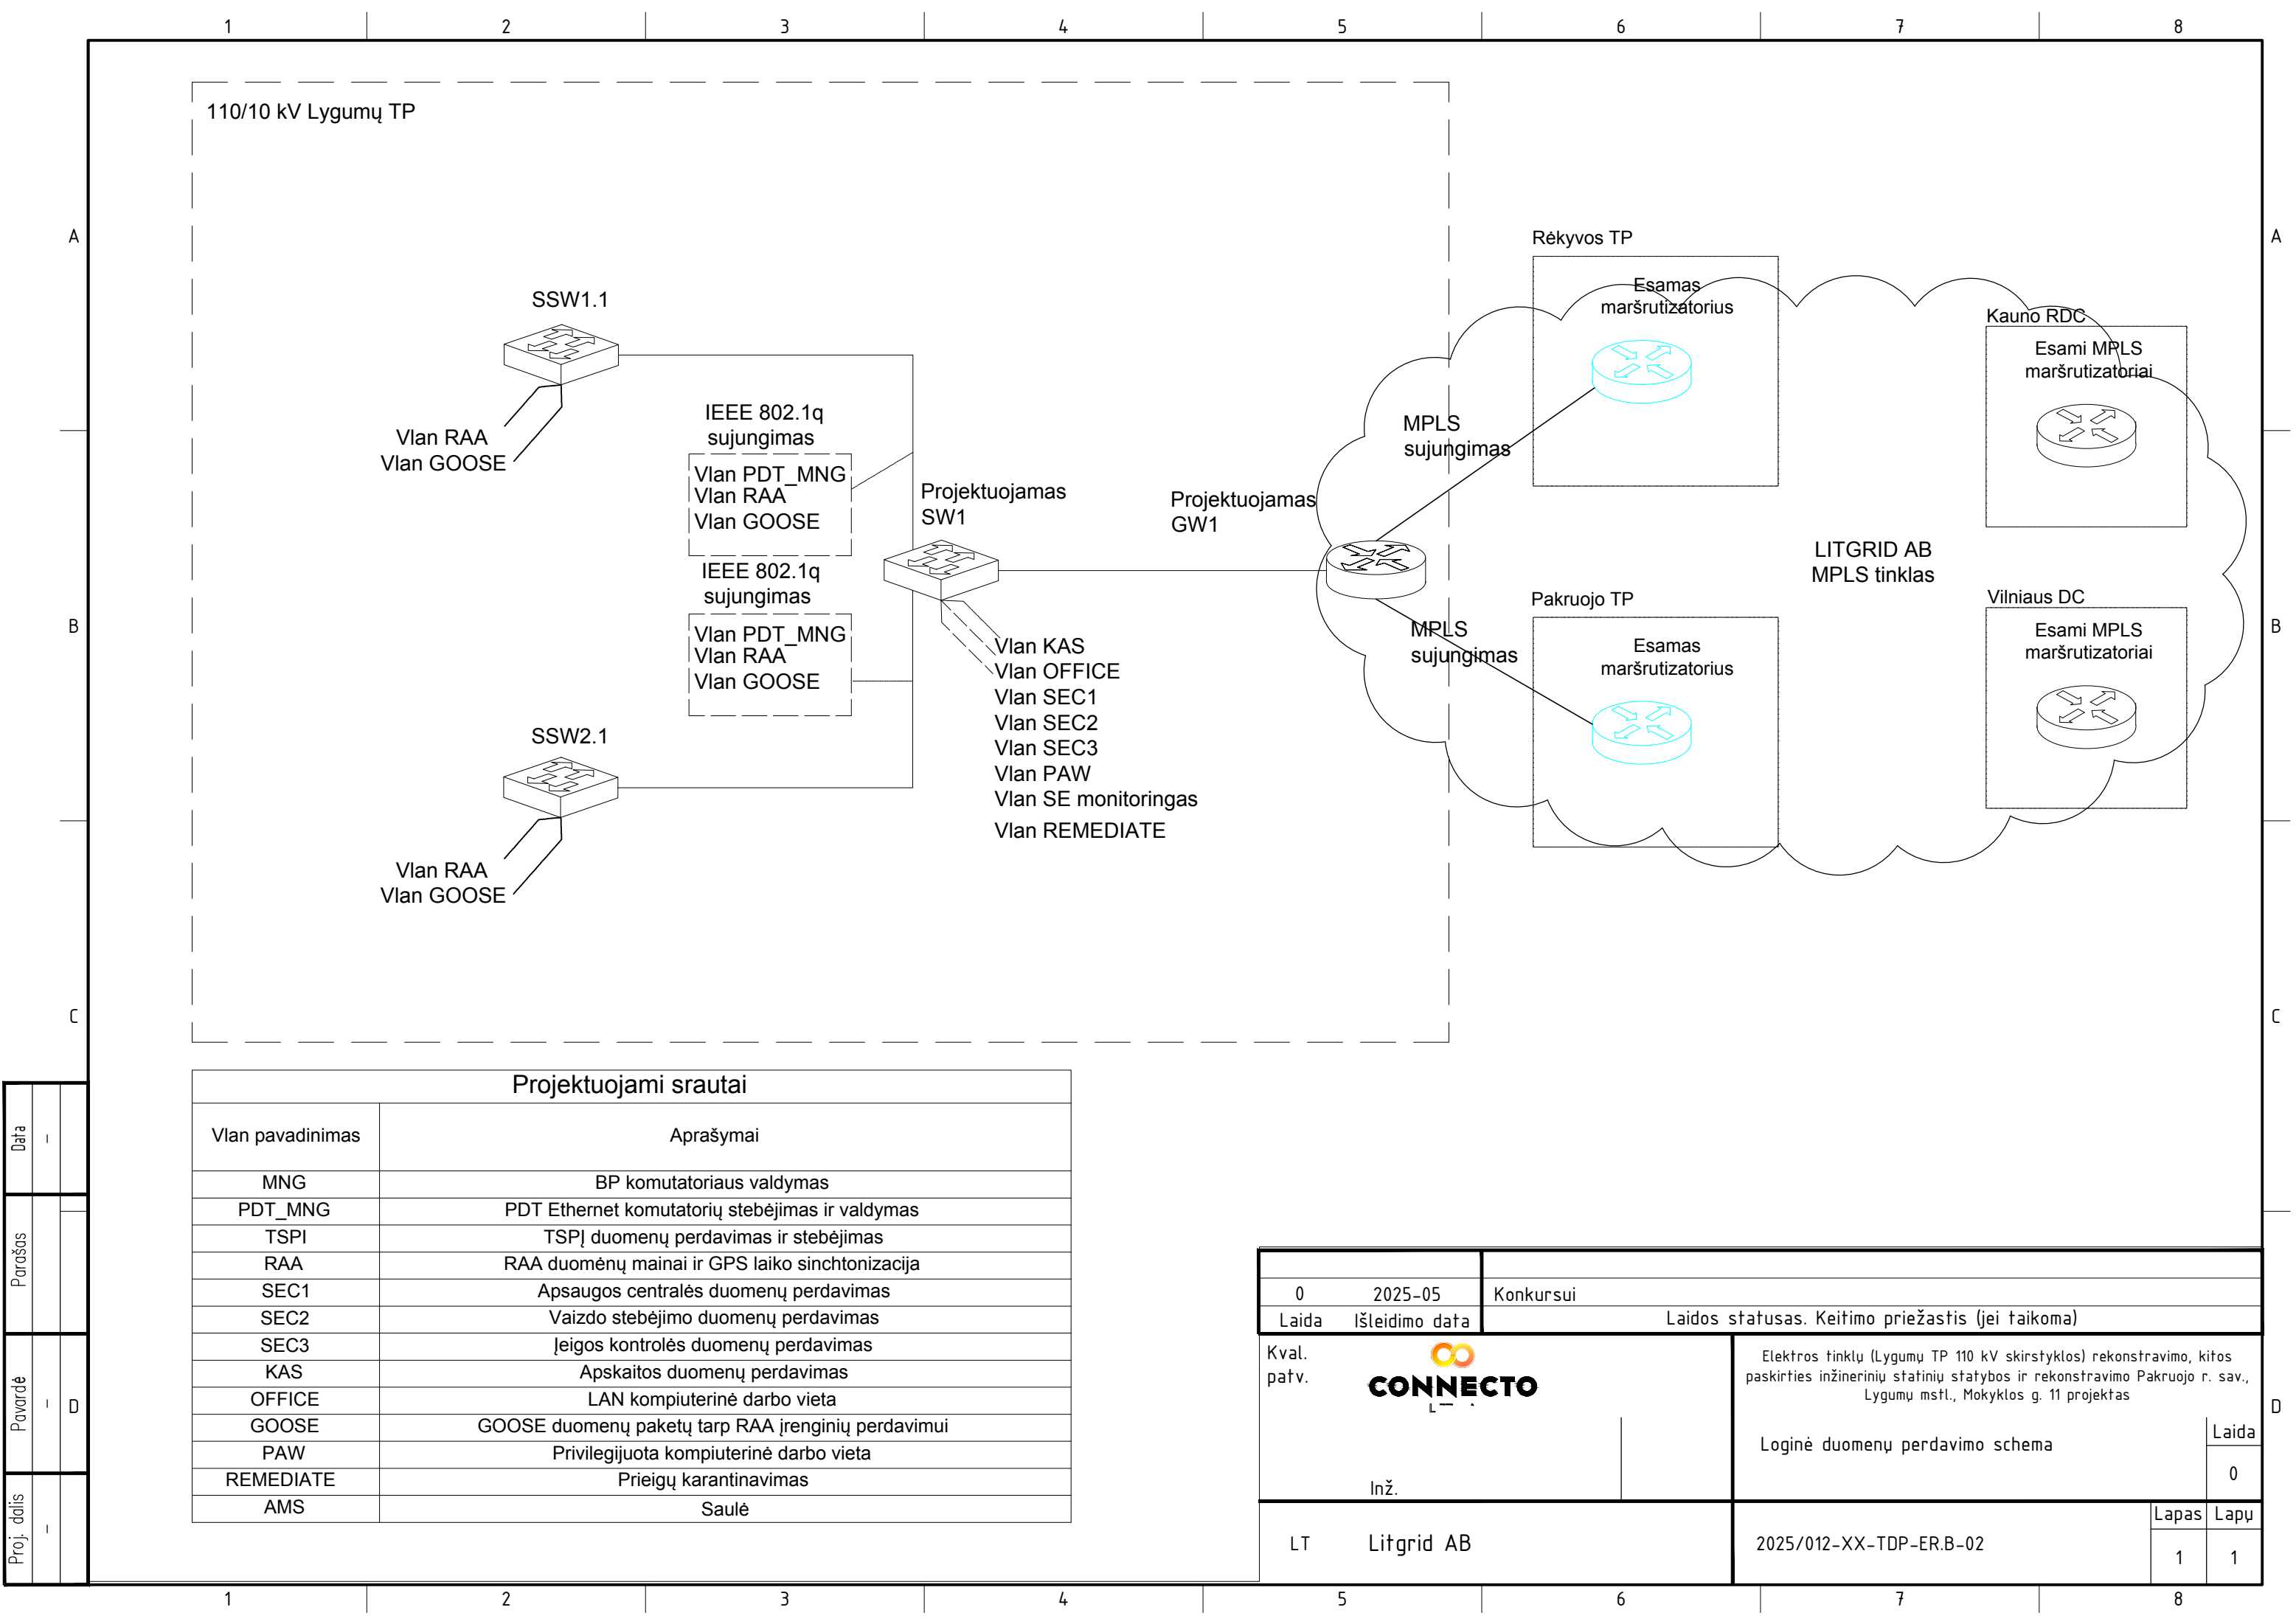 1 2 3 4 5 6 7 8
110/10 kV Lygumų TP
A
A
Rėkyvos TP
Esamas
maršrutizatorius
SSW1.1
Kauno RDC
Esami MPLS
maršrutizatoriai
IEEE 802.1q
sujungimas
MPLS
sujungimas
Vlan RAA
Vlan GOOSE
Vlan PDT_MNG
Vlan RAA
Vlan GOOSE
Projektuojamas
SW1
Projektuojamas
GW1
LITGRID AB
MPLS tinklas
IEEE 802.1q
sujungimas
Pakruojo TP
Vilniaus DC
B
B
Vlan PDT_MNG
Vlan RAA
Vlan GOOSE
MPLS
sujungimas
Esamas
maršrutizatorius
Esami MPLS
maršrutizatoriai
Vlan KAS
Vlan OFFICE
Vlan SEC1
Vlan SEC2
Vlan SEC3
Vlan PAW
Vlan SE monitoringas
Vlan REMEDIATE
SSW2.1
Vlan RAA
Vlan GOOSE
C
C
Projektuojami srautai
Vlan pavadinimas Aprašymai
MNG BP komutatoriaus valdymas
PDT_MNG PDT Ethernet komutatorių stebėjimas ir valdymas
TSPI TSPĮ duomenų perdavimas ir stebėjimas
RAA RAA duomėnų mainai ir GPS laiko sinchtonizacija
SEC1 Apsaugos centralės duomenų perdavimas
SEC2 Vaizdo stebėjimo duomenų perdavimas
SEC3 Įeigos kontrolės duomenų perdavimas
KAS Apskaitos duomenų perdavimas
OFFICE LAN kompiuterinė darbo vieta
GOOSE GOOSE duomenų paketų tarp RAA įrenginių perdavimui
PAW Privilegijuota kompiuterinė darbo vieta
REMEDIATE Prieigų karantinavimas
AMS Saulė
Data –
Parašas
Pavardė –
Proj. dalis –
D
D
0 2025-05 Konkursui
Laida Išleidimo data Laidos statusas. Keitimo priežastis (jei taikoma)
Kval.
patv.
CONNECTO
Elektros tinklų (Lygumų TP 110 kV skirstyklos) rekonstravimo, kitos
paskirties inžinerinių statinių statybos ir rekonstravimo Pakruojo r. sav.,
Lygumų mstl., Mokyklos g. 11 projektas
Loginė duomenų perdavimo schema
Laida
0
Inž.
LT Litgrid AB
2025/012-XX-TDP-ER.B-02
Lapas Lapų
1 1
1 2 3 4 5 6 7 8